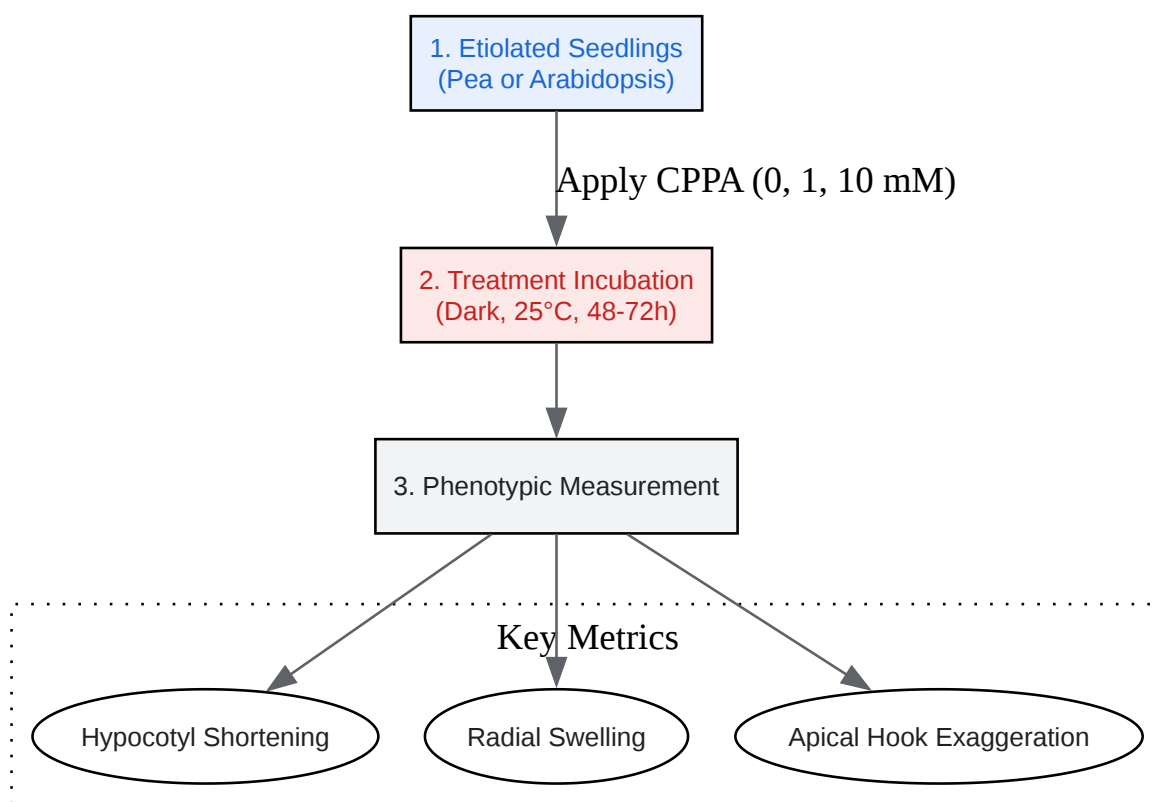 1. Etiolated Seedlings
(Pea or Arabidopsis)
Apply CPPA (0, 1, 10 mM)
2. Treatment Incubation
(Dark, 25°C, 48-72h)
3. Phenotypic Measurement
Key Metrics
Hypocotyl Shortening
Radial Swelling
Apical Hook Exaggeration